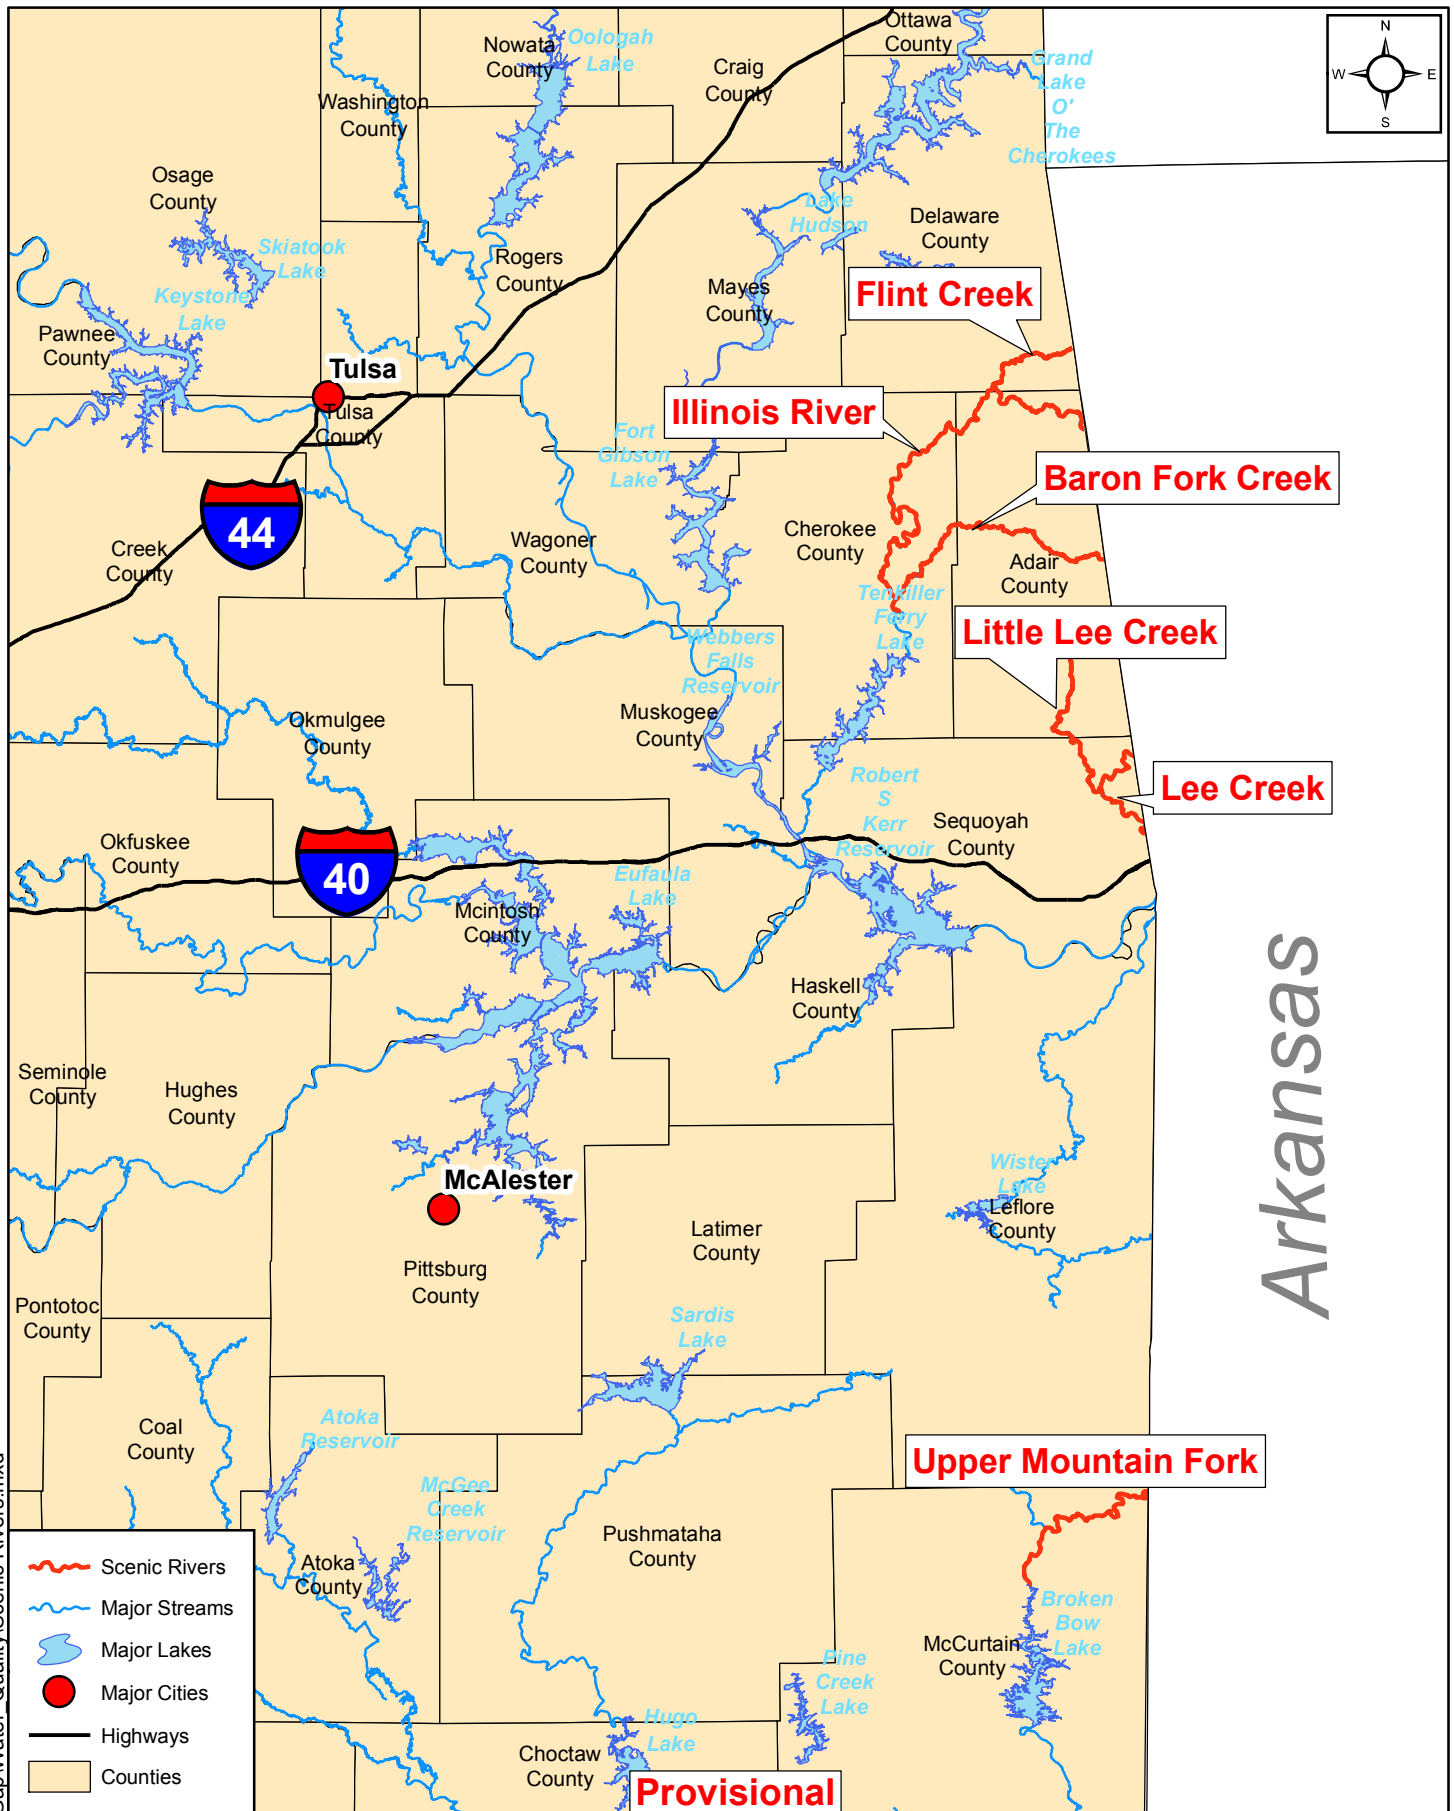 Ottawa
County
N
W
E
S
Nowata
County
Oologah
Lake
Craig
County
Grand
Lake
O'
The
Cherokees
Washington
County
Osage
County
Lake
Hudson
Delaware
County
Skiatook
Lake
Rogers
County
Keystone
Lake
Mayes
County
Flint Creek
Pawnee
County
Tulsa
Tulsa
County
Illinois River
Fort
Gibson
Lake
Baron Fork Creek
44
Creek
County
Wagoner
County
Cherokee
County
Adair
County
Tenkiller
Ferry
Lake
Little Lee Creek
Webbers
Falls
Reservoir
Muskogee
County
Okmulgee
County
Robert
S
Kerr
Reservoir
Lee Creek
Sequoyah
County
Okfuskee
County
40
Eufaula
Lake
Mcintosh
County
Haskell
County
Arkansas
Seminole
County
Hughes
County
McAlester
Wister
Lake
Leflore
County
Latimer
County
Pittsburg
County
Pontotoc
County
Sardis
Lake
Coal
County
Atoka
Reservoir
Upper Mountain Fork
McGee
Creek
Reservoir
Pushmataha
County
Atoka
County
Broken
Bow
Lake
McCurtain
County
Pine
Creek
Lake
Hugo
Lake
Choctaw
County
Provisional
Scenic Rivers
Major Streams
Major Lakes
Major Cities
Highways
Counties